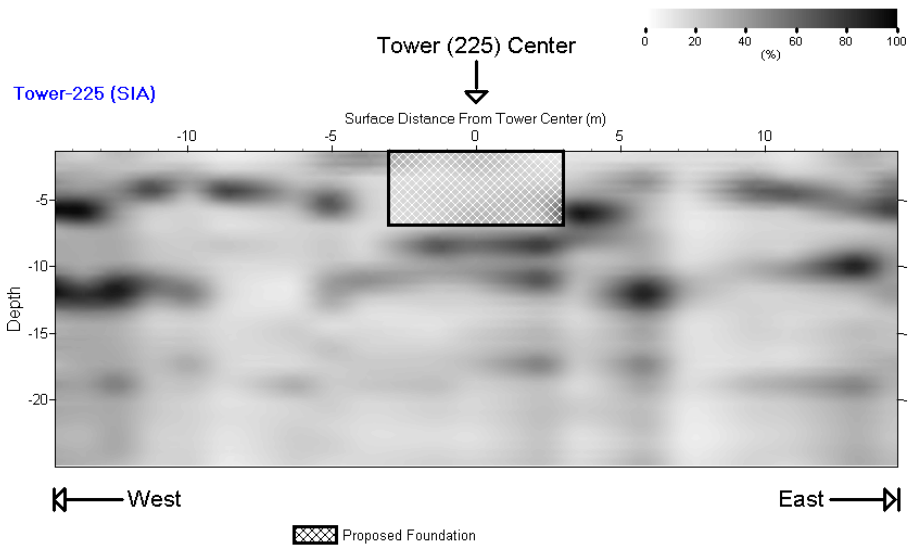 0 20 40 60 80 100
(%)
Tower (225) Center
Tower-225 (SIA)
Surface Distance From Tower Center (m)
-10 -5 0 5 10
-5
-10
-15
-20
Depth
West East
Proposed Foundation